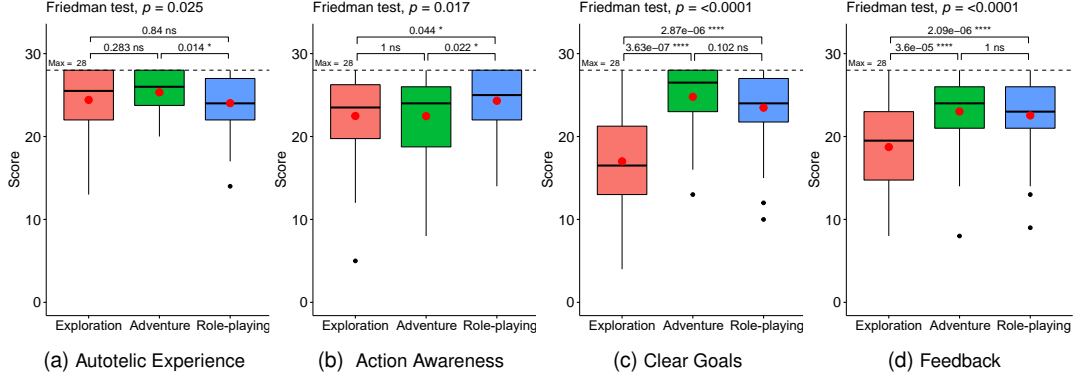 Friedman test, p = 0.025
0.84 ns
0.283 ns 0.014 *
Max = 28
30
20
10
0
Score
Exploration Adventure Role-playing
(a) Autotelic Experience
Friedman test, p = 0.017
0.044 *
1 ns 0.022 *
Max = 28
30
20
10
0
Score
Exploration Adventure Role-playing
(b) Action Awareness
Friedman test, p = <0.0001
2.87e-06 ****
3.63e-07 **** 0.102 ns
Max = 28
30
20
10
0
Score
Exploration Adventure Role-playing
(c) Clear Goals
Friedman test, p = <0.0001
2.09e-06 ****
3.6e-05 **** 1 ns
Max = 28
30
20
10
0
Score
Exploration Adventure Role-playing
(d) Feedback